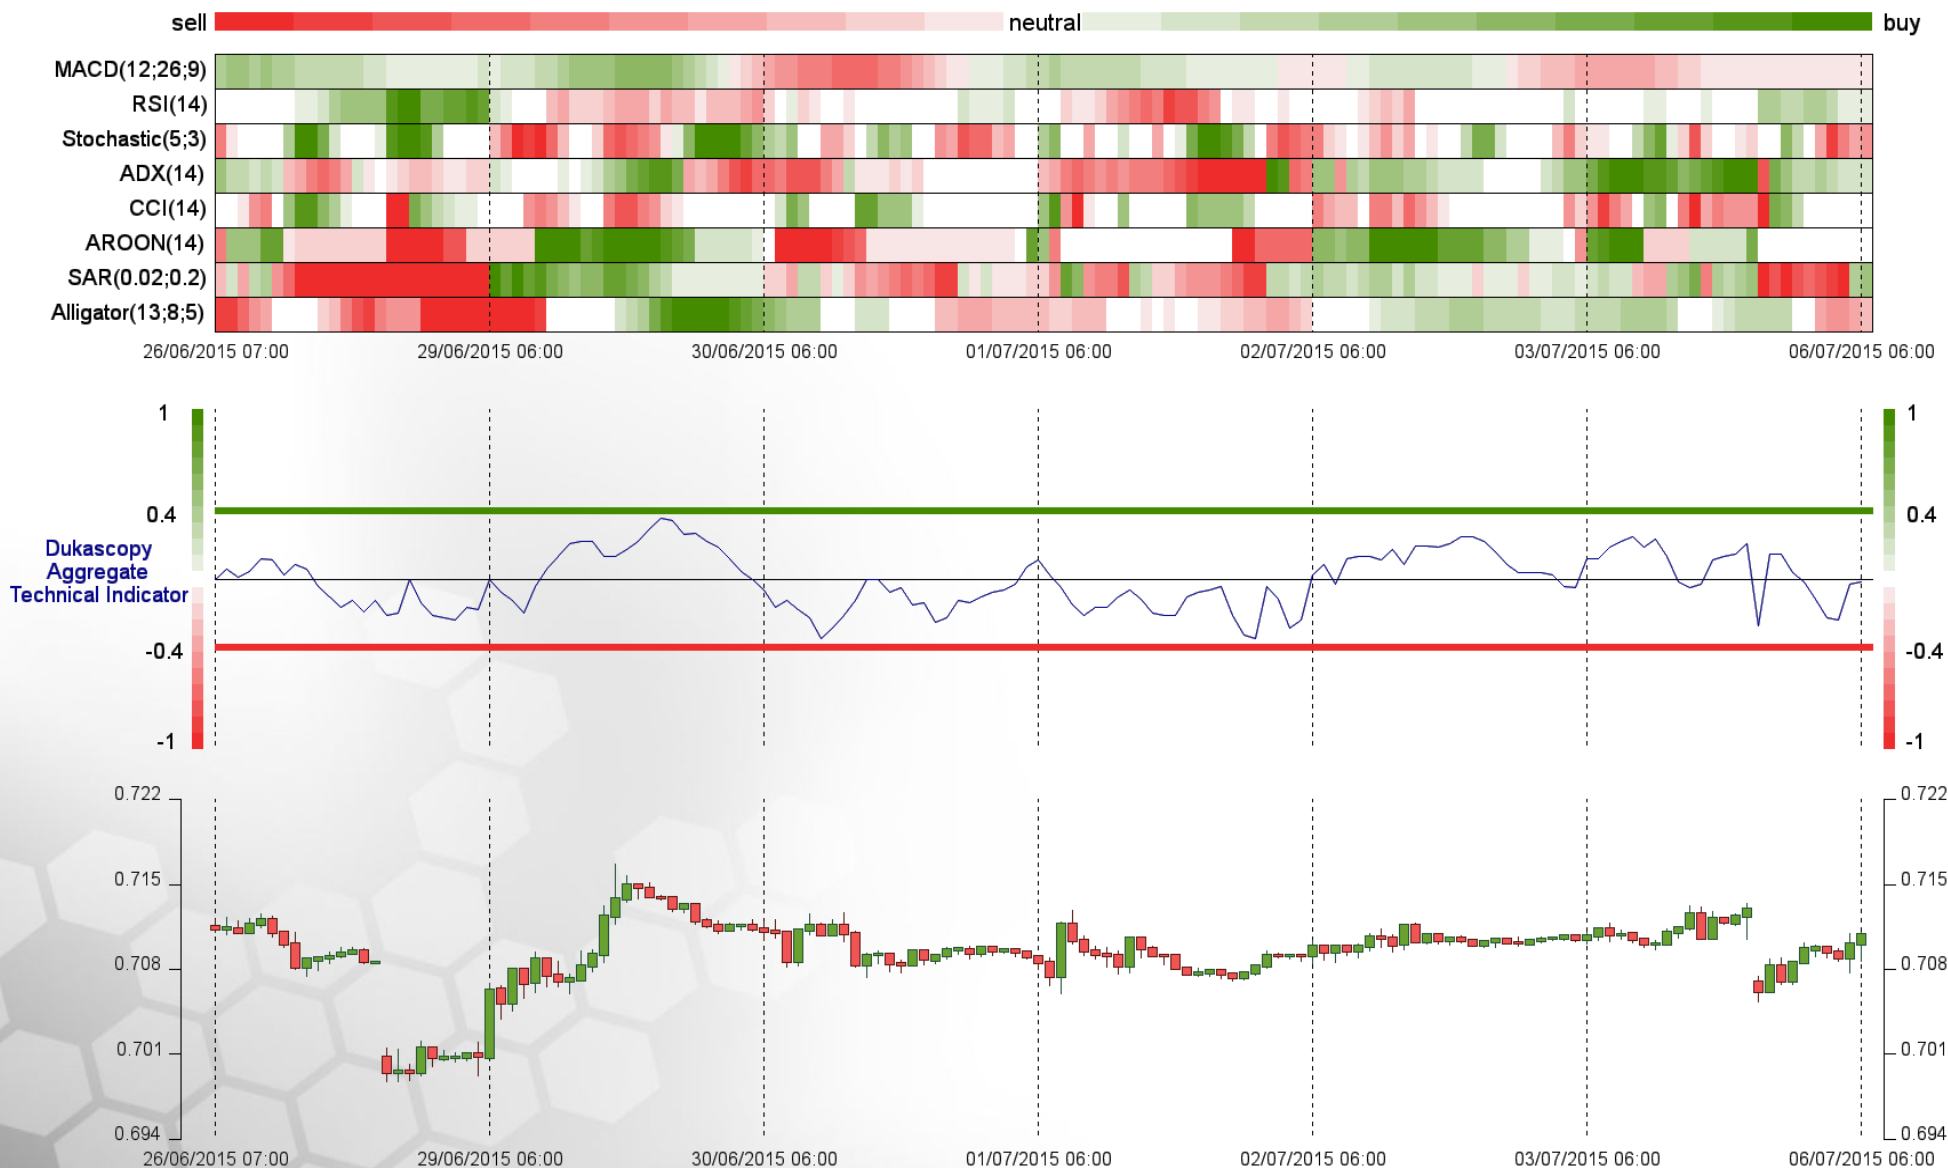 sell neutral buy
MACD(12;26;9)
RSI(14)
Stochastic(5;3)
ADX(14)
CCI(14)
AROON(14)
SAR(0.02;0.2)
Alligator(13;8;5)
26/06/2015 07:00 29/06/2015 06:00 30/06/2015 06:00 01/07/2015 06:00 02/07/2015 06:00 03/07/2015 06:00 06/07/2015 06:00
1 1
0.4 0.4
Dukascopy
Aggregate
Technical Indicator
-0.4 -0.4
-1 -1
0.722 0.722
0.715 0.715
0.708 0.708
0.701 0.701
0.694 0.694
26/06/2015 07:00 29/06/2015 06:00 30/06/2015 06:00 01/07/2015 06:00 02/07/2015 06:00 03/07/2015 06:00 06/07/2015 06:00